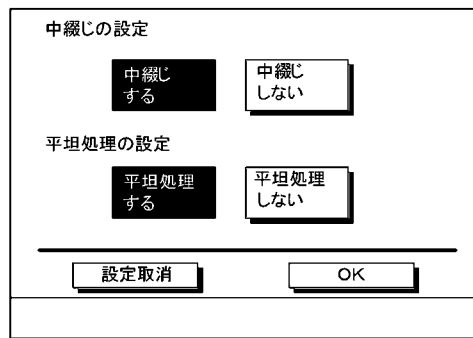 中綴じの設定
中綴じ
する
中綴じ
しない
平坦処理の設定
平坦処理
する
平坦処理
しない
設定取消
OK